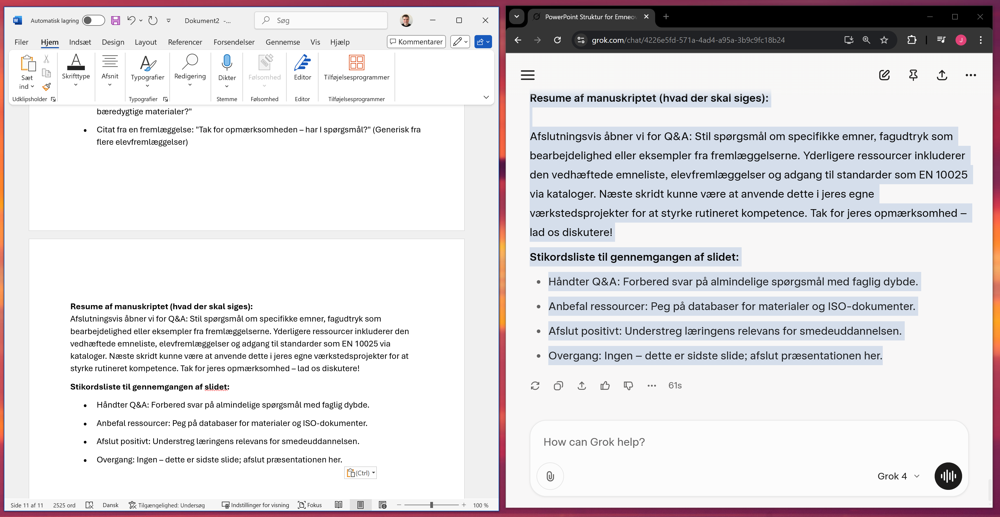 Automatisk lagring
Dokument2 -...
Søg
Filer
Hjem
Indsæt
Design
Layout
Referencer
Forsendelser
Gennemse
Vis
Hjælp
Kommentarer
Sæt
ind
Skrifttype
Afsnit
Typografier
Redigering
Dikter
Følsomhed
Editor
Tilføjelsesprogrammer
Udklipsholder
Typografier
Stemme
Følsomhed
Editor
Tilføjelsesprogrammer
bæredygtige materialer?"
• Citat fra en fremlæggelse: "Tak for opmærksomheden – har I spørgsmål?" (Generisk fra
flere elevfremlæggelser)
Resume af manuskriptet (hvad der skal siges):
Afslutningsvis åbner vi for Q&A: Stil spørgsmål om specifikke emner, fagudtryk som
bearbejdelighed eller eksempler fra fremlæggelserne. Yderligere ressourcer inkluderer den
vedhæftede emneliste, elevfremlæggelser og adgang til standarder som EN 10025 via
kataloger. Næste skridt kunne være at anvende dette i jeres egne værkstedsprojekter for at
styrke rutineret kompetence. Tak for jeres opmærksomhed – lad os diskutere!
Stikordsliste til gennemgangen af slidet:
• Håndter Q&A: Forbered svar på almindelige spørgsmål med faglig dybde.
• Anbefal ressourcer: Peg på databaser for materialer og ISO-dokumenter.
• Afslut positivt: Understreg læringens relevans for smedeuddannelsen.
• Overgang: Ingen – dette er sidste slide; afslut præsentationen her.
(Ctrl)
Side 11 af 11
2525 ord
Dansk
Tilgængelighed: Undersøg
Indstillinger for visning
Fokus
100 %
PowerPoint Struktur for Emneov
grok.com/chat/4226e5fd-571a-4ad4-a95a-3b9c9fc18b24
J
Resume af manuskriptet (hvad der skal siges):
Afslutningsvis åbner vi for Q&A: Stil spørgsmål om specifikke emner, fagudtryk som
bearbejdelighed eller eksempler fra fremlæggelserne. Yderligere ressourcer inkluderer
den vedhæftede emneliste, elevfremlæggelser og adgang til standarder som EN 10025
via kataloger. Næste skridt kunne være at anvende dette i jeres egne
værkstedsprojekter for at styrke rutineret kompetence. Tak for jeres opmærksomhed –
lad os diskutere!
Stikordsliste til gennemgangen af slidet:
• Håndter Q&A: Forbered svar på almindelige spørgsmål med faglig dybde.
• Anbefal ressourcer: Peg på databaser for materialer og ISO-dokumenter.
• Afslut positivt: Understreg læringens relevans for smedeuddannelsen.
• Overgang: Ingen – dette er sidste slide; afslut præsentationen her.
61s
How can Grok help?
Grok 4